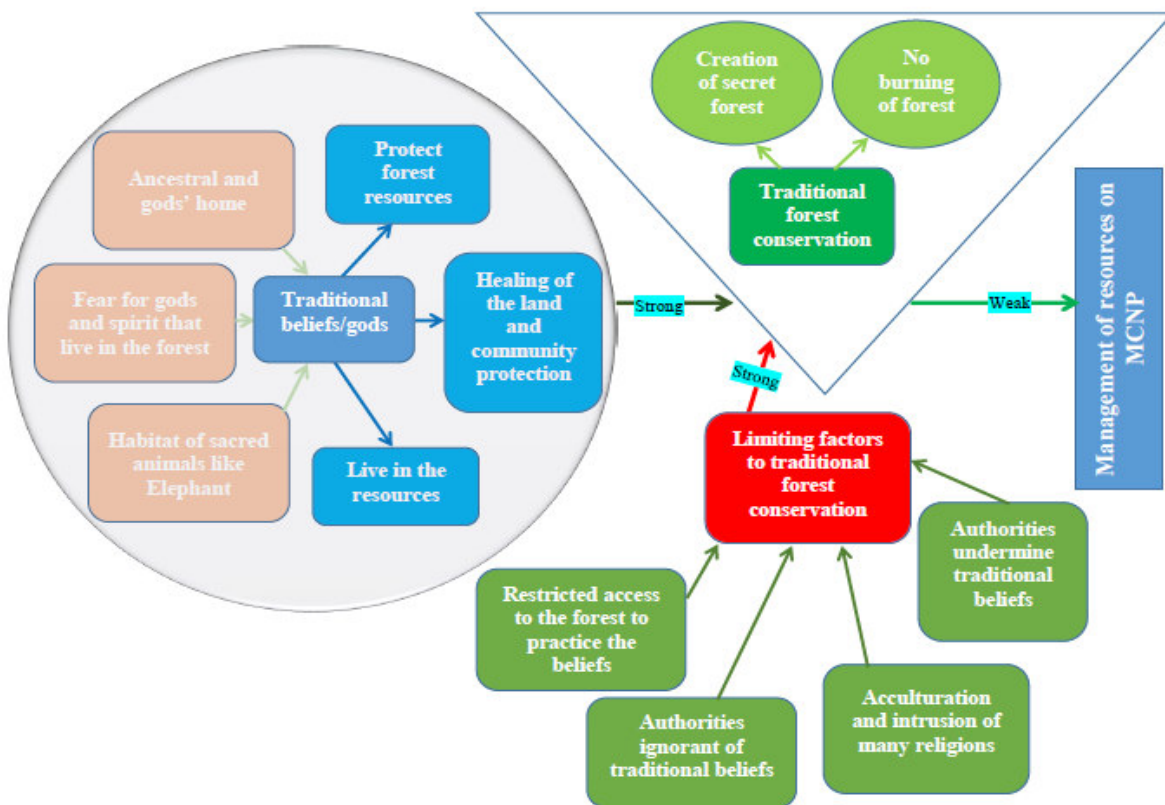 Ancestral and
gods' home
Fear for gods
and spirit that
live in the forest
Habitat of sacred
animals like
Elephant
Traditional
beliefs/gods
Protect
forest
resources
Healing of
the land
and
community
protection
Live in the
resources
Strong
Creation
of secret
forest
No
burning
of forest
Traditional
forest
conservation
Weak
Management of resources on
MCNP
Strong
Limiting factors
to traditional
forest
conservation
Restricted access
to the forest to
practice the
beliefs
Authorities
ignorant of
traditional beliefs
Acculturation
and intrusion of
many religions
Authorities
undermine
traditional
beliefs